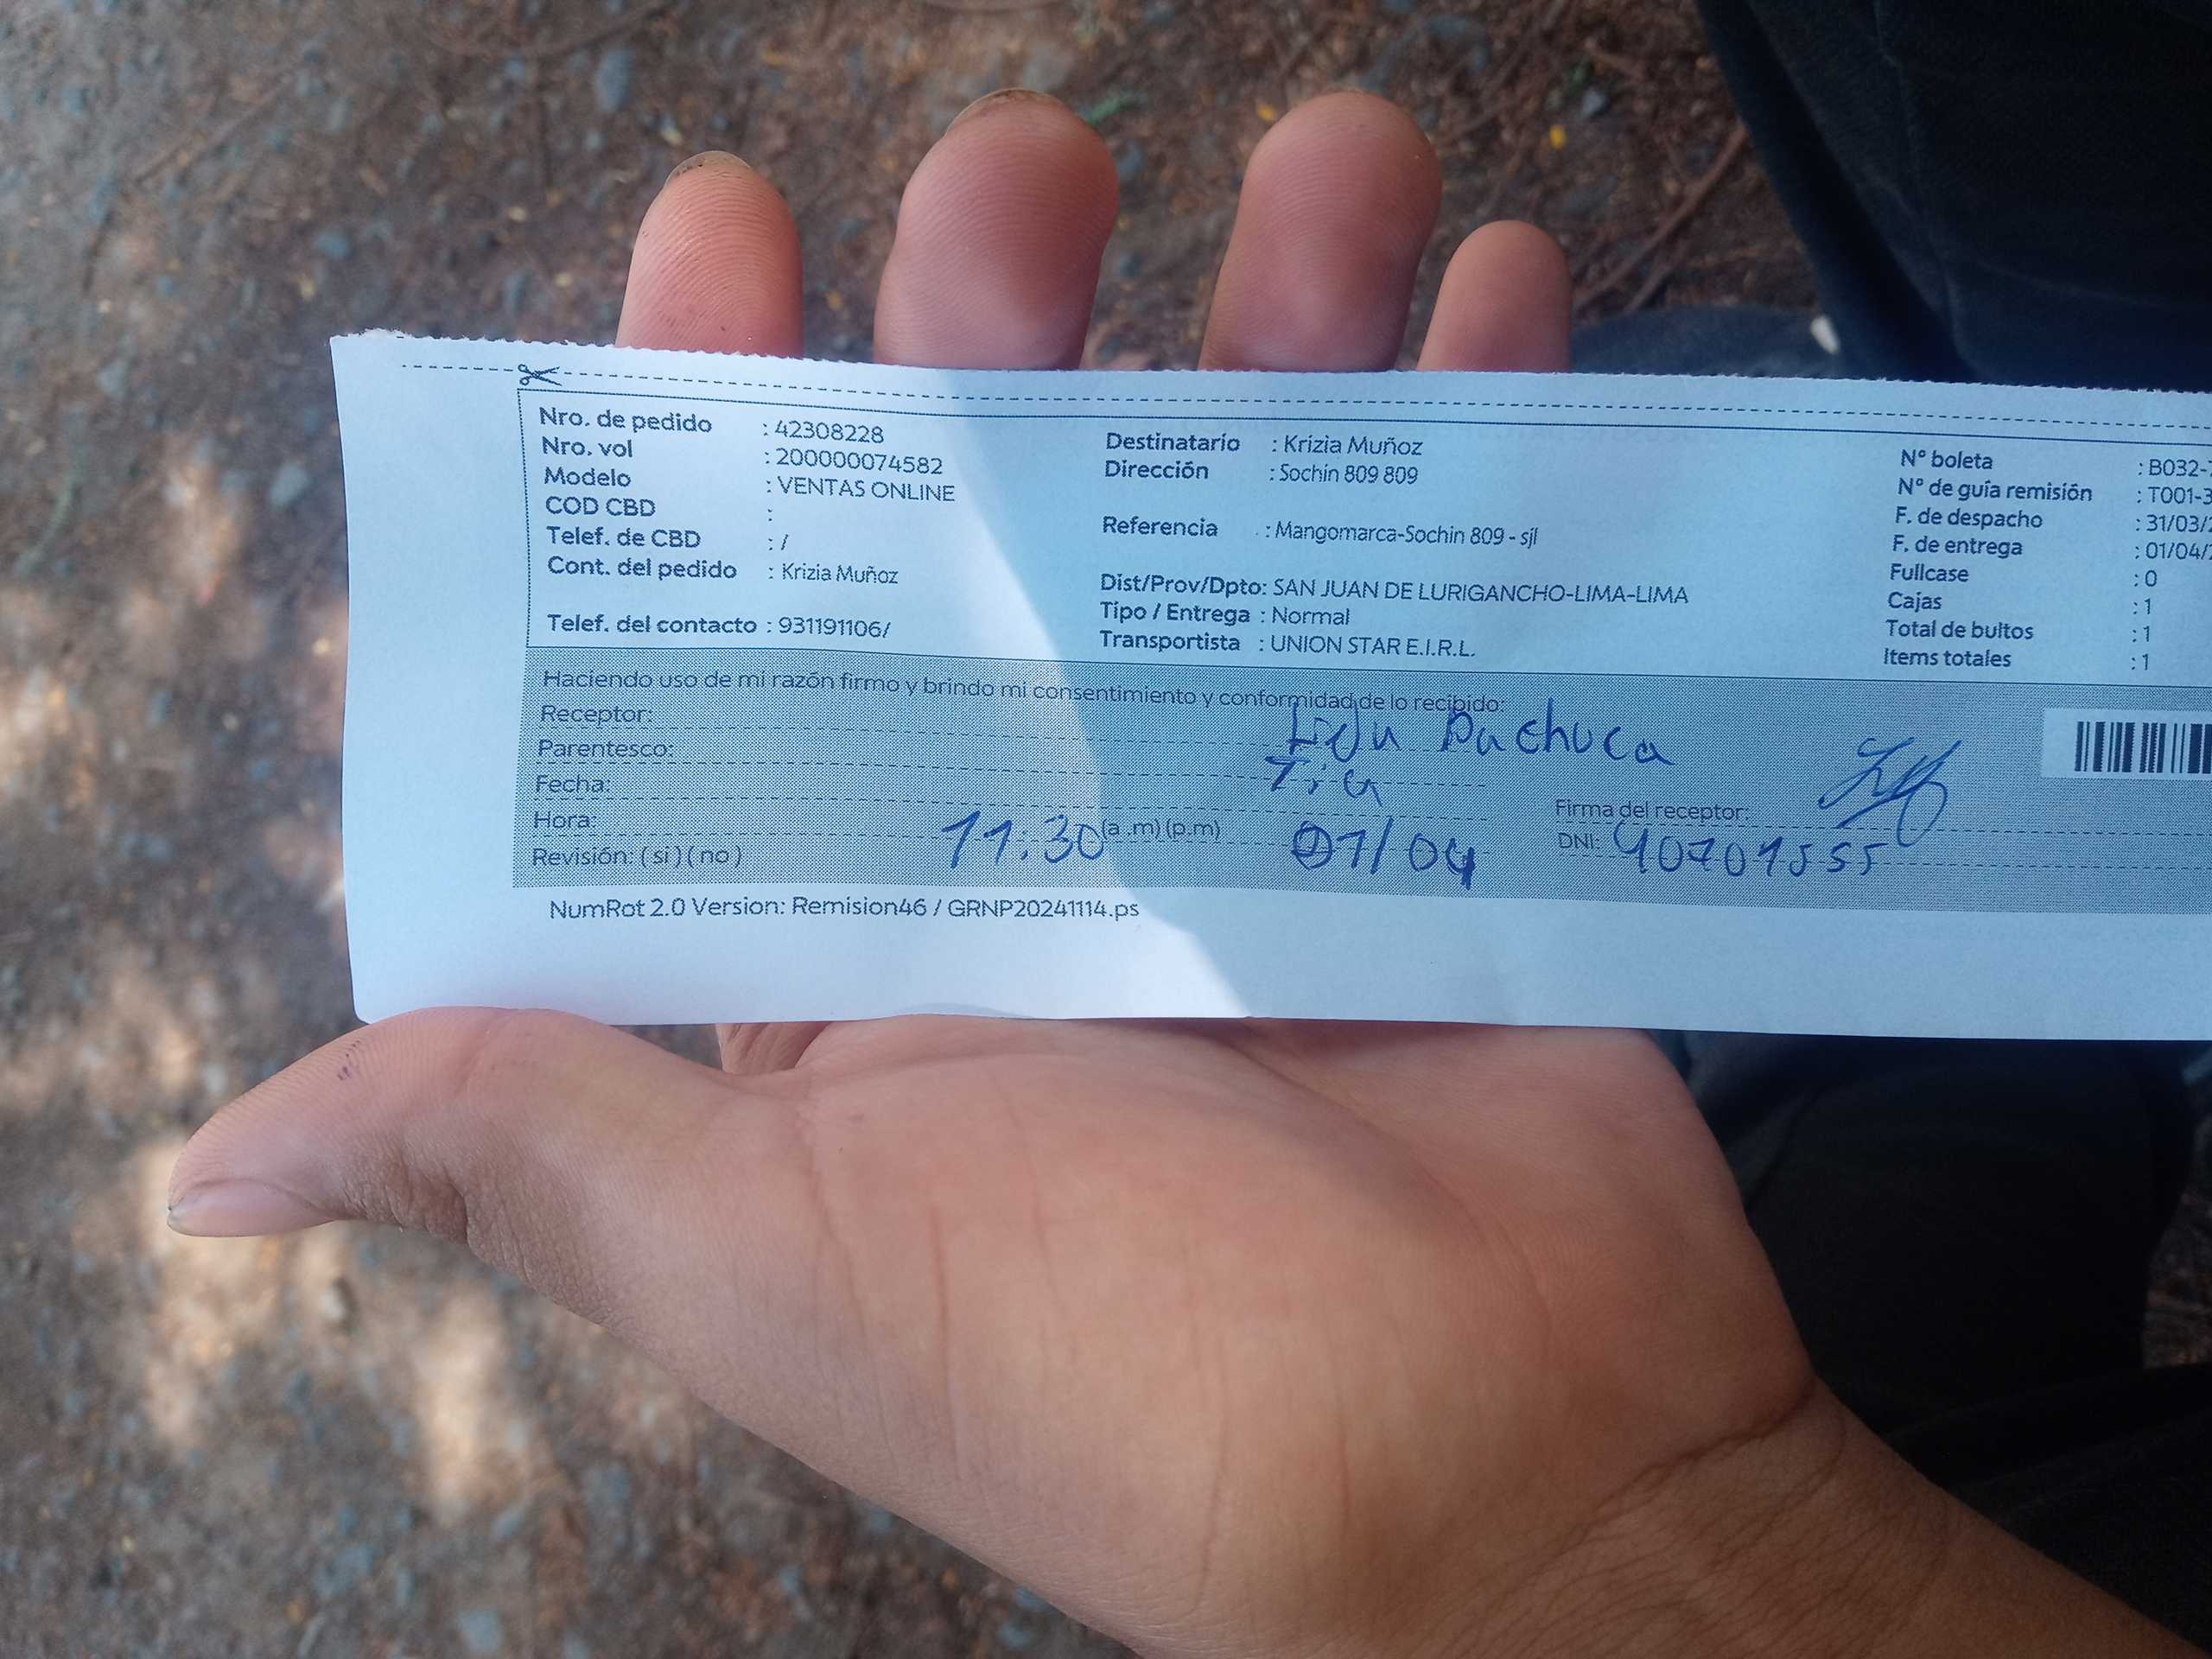 Nro. de pedido : 42308228
Nro. vol : 200000074582
Modelo : VENTAS ONLINE
COD CBD :
Telef. de CBD : /
Cont. del pedido : Krizia Muñoz
Telef. del contacto : 931191106/
Destinatario : Krizia Muñoz
Dirección : Sochin 809 809
Referencia : Mangomarca-Sochin 809 - sjl
Dist/Prov/Dpto: SAN JUAN DE LURIGANCHO-LIMA-LIMA
Tipo / Entrega : Normal
Transportista : UNION STAR E.I.R.L.
N° boleta : B032-
N° de guía remisión : T001-3
F. de despacho : 31/03/
F. de entrega : 01/04/
Fullcase : 0
Cajas : 1
Total de bultos : 1
Items totales : 1
Haciendo uso de mi razón firmo y brindo mi consentimiento y conformidad de lo recibido:
Receptor: Pachuca
Parentesco: Tia
Fecha: 01/04
Hora: 11:30 (a .m) (p.m)
Revisión: ( si ) ( no )
Firma del receptor:
DNI: 40701555
NumRot 2.0 Version: Remision46 / GRNP20241114.ps